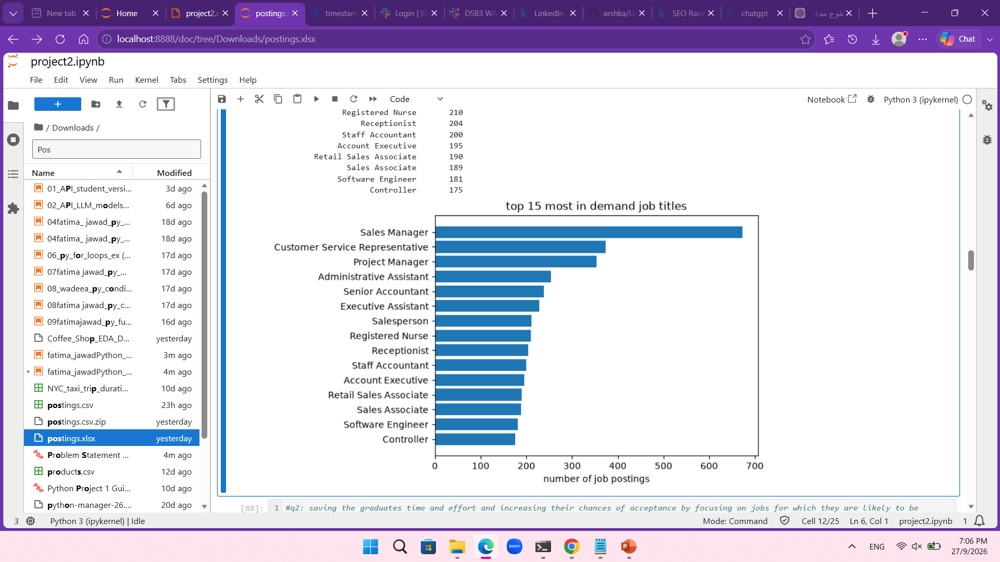 New tab
Home
project2.r
postings.x
timestam
Login | Sl
DSB3 WA
LinkedIn
arshka/Li
SEO Rank
chatgpt -
شرح مدة
localhost:8888/doc/tree/Downloads/postings.xlsx
Chat
project2.ipynb
File Edit View Run Kernel Tabs Settings Help
Code
Notebook
Python 3 (ipykernel)
/ Downloads /
Pos
Name Modified
01_API_student_versi... 3d ago
02_API_LLM_models... 6d ago
04fatima_ jawad_py_... 18d ago
04fatima_ jawad_py_... 18d ago
06_py_for_loops_ex (... 17d ago
07fatima jawad_py_... 17d ago
08_wadeea_py_condi... 17d ago
08fatima jawad_py_c... 17d ago
09fatimajawad_py_fu... 16d ago
Coffee_Shop_EDA_D... yesterday
fatima_jawadPython_... 3m ago
fatima_jawadPython_... 4m ago
NYC_taxi_trip_durati... 10d ago
postings.csv 23h ago
postings.csv.zip yesterday
postings.xlsx yesterday
Problem Statement ... 4m ago
products.csv 12d ago
Python Project 1 Gui... 10d ago
python-manager-26.... 20d ago
Registered Nurse 210
Receptionist 204
Staff Accountant 200
Account Executive 195
Retail Sales Associate 190
Sales Associate 189
Software Engineer 181
Controller 175
top 15 most in demand job titles
Sales Manager
Customer Service Representative
Project Manager
Administrative Assistant
Senior Accountant
Executive Assistant
Salesperson
Registered Nurse
Receptionist
Staff Accountant
Account Executive
Retail Sales Associate
Sales Associate
Software Engineer
Controller
0 100 200 300 400 500 600 700
number of job postings
[88]: 1 #q2: saving the graduates time and effort and increasing their chances of acceptance by focusing on jobs for which they are likely to be
3 Python 3 (ipykernel) | Idle
Mode: Command Cell 12/25 Ln 6, Col 1 project2.ipynb 1
zoom
ENG
7:06 PM
27/9/2026